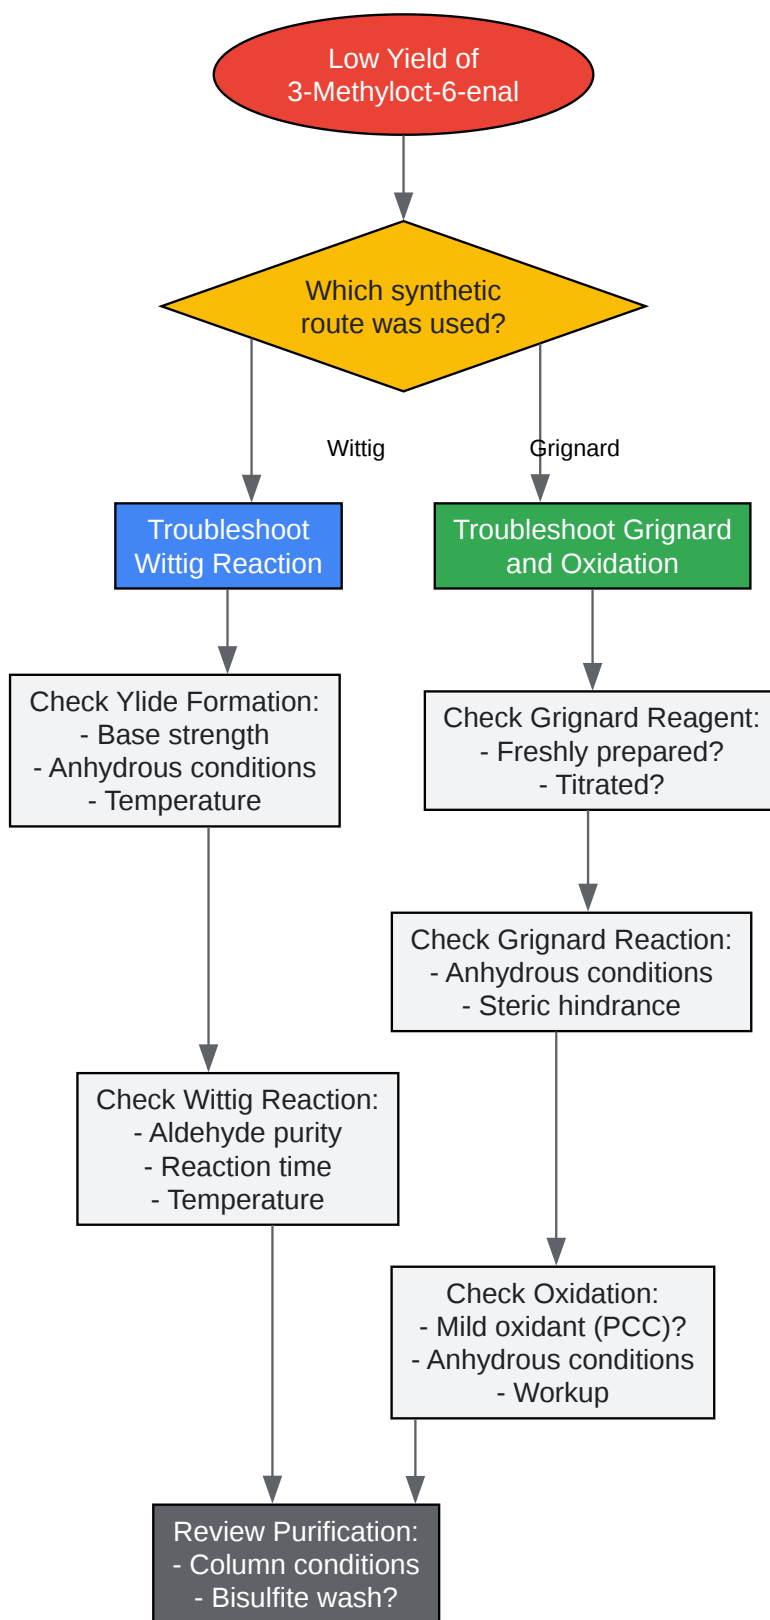 Low Yield of
3-Methyloct-6-enal
Which synthetic
route was used?
Wittig
Grignard
Troubleshoot
Wittig Reaction
Troubleshoot Grignard
and Oxidation
Check Ylide Formation:
- Base strength
- Anhydrous conditions
- Temperature
Check Grignard Reagent:
- Freshly prepared?
- Titrated?
Check Grignard Reaction:
- Anhydrous conditions
- Steric hindrance
Check Wittig Reaction:
- Aldehyde purity
- Reaction time
- Temperature
Check Oxidation:
- Mild oxidant (PCC)?
- Anhydrous conditions
- Workup
Review Purification:
- Column conditions
- Bisulfite wash?